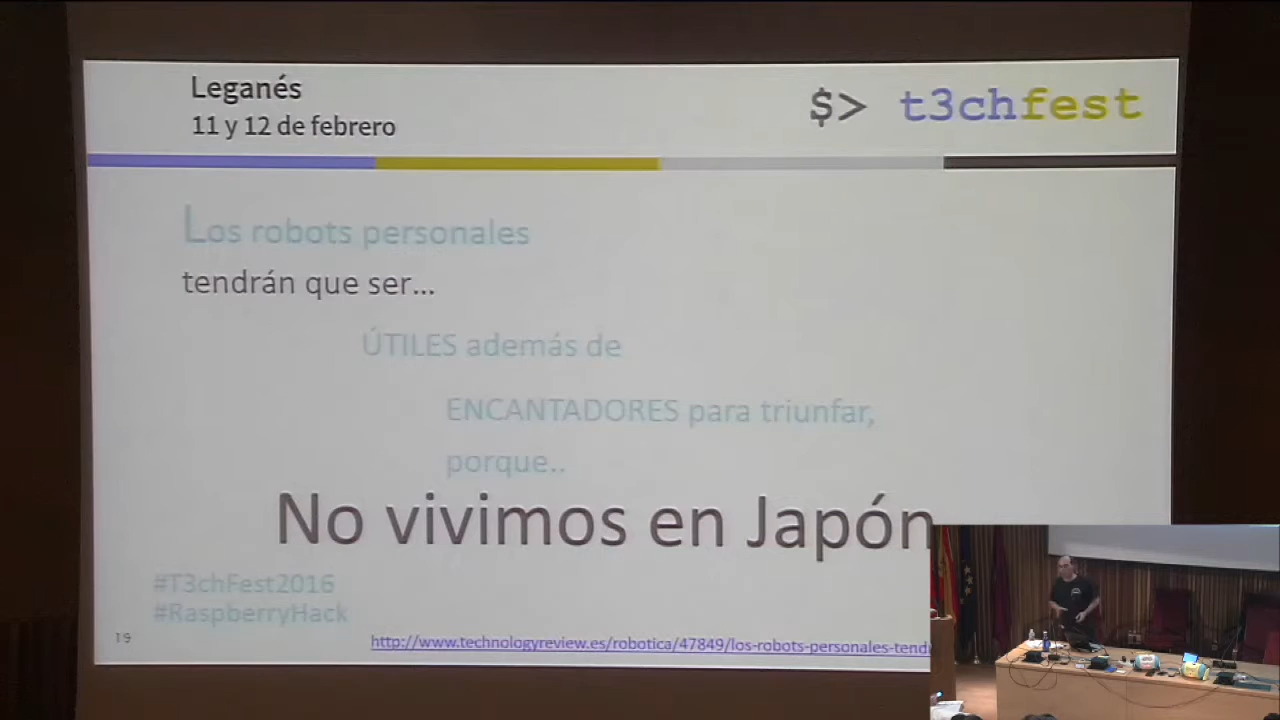 Leganés
11 y 12 de febrero
$> t3chfest
Los robots personales
tendrán que ser...
ÚTILES además de
ENCANTADORES para triunfar,
porque..
No vivimos en Japón
#T3chFest2016
#RaspberryHack
19
http://www.technologyreview.es/robotica/47849/los-robots-personales-tend